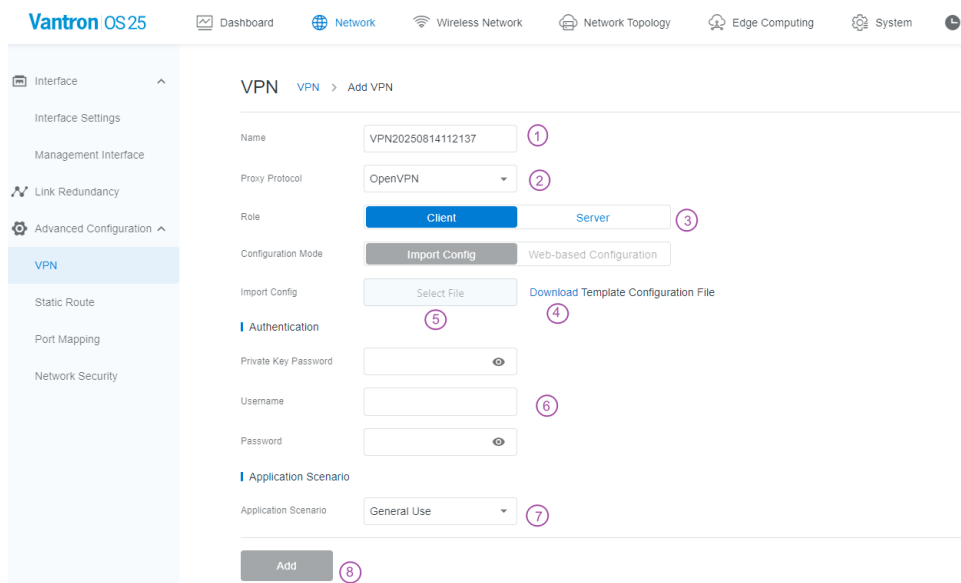 Vantron OS 25
Dashboard
Network
Wireless Network
Network Topology
Edge Computing
System
Interface
Interface Settings
Management Interface
Link Redundancy
Advanced Configuration
VPN
Static Route
Port Mapping
Network Security
VPN VPN > Add VPN
Name VPN20250814112137 1
Proxy Protocol OpenVPN 2
Role Client Server 3
Configuration Mode Import Config Web-based Configuration
Import Config Select File Download Template Configuration File
5 4
Authentication
Private Key Password
Username 6
Password
Application Scenario
Application Scenario General Use 7
Add 8